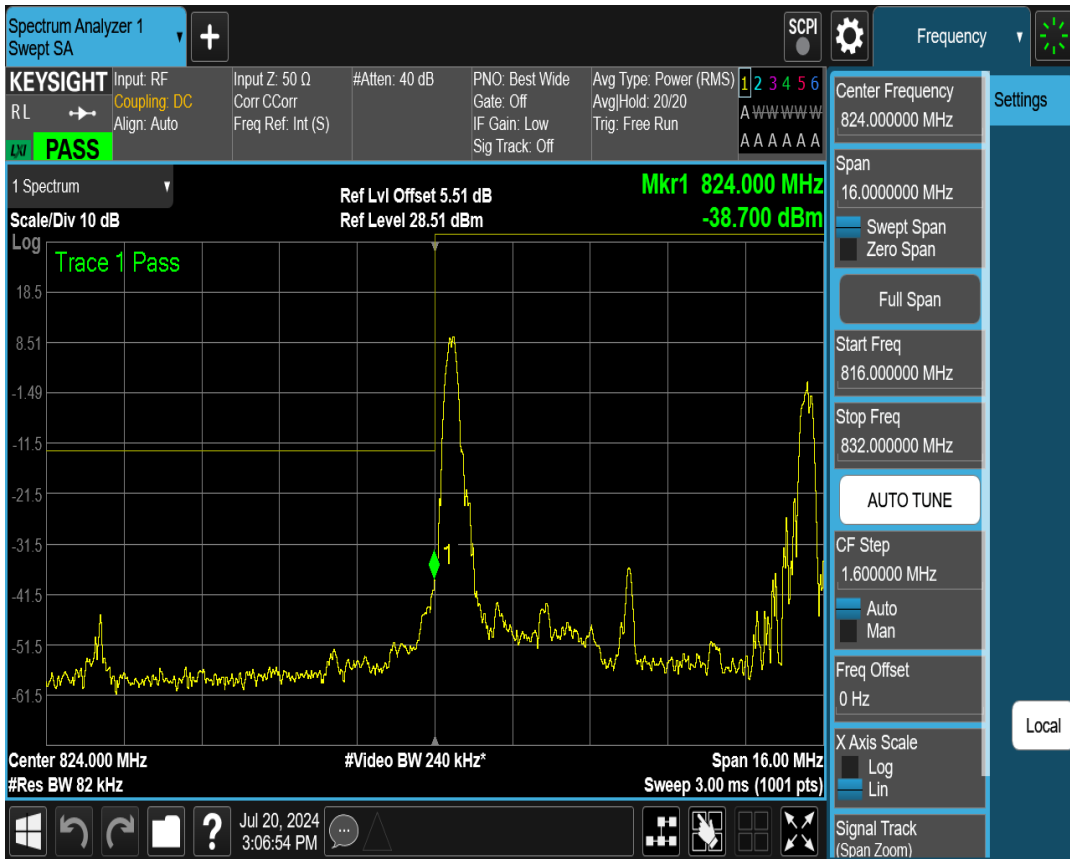 Spectrum Analyzer 1
Swept SA
+
SCPI
Frequency
KEYSIGHT
RL
LXI PASS
Input: RF
Coupling: DC
Align: Auto
Input Z: 50 Ω
Corr CCorr
Freq Ref: Int (S)
#Atten: 40 dB
PNO: Best Wide
Gate: Off
IF Gain: Low
Sig Track: Off
Avg Type: Power (RMS)
Avg|Hold: 20/20
Trig: Free Run
1 2 3 4 5 6
A W W W W W
A A A A A A
1 Spectrum
Scale/Div 10 dB
Ref Lvl Offset 5.51 dB
Ref Level 28.51 dBm
Mkr1 824.000 MHz
-38.700 dBm
Log
Trace 1 Pass
18.5
8.51
-1.49
-11.5
-21.5
-31.5
-41.5
-51.5
-61.5
1
Center 824.000 MHz
#Video BW 240 kHz*
Span 16.00 MHz
#Res BW 82 kHz
Sweep 3.00 ms (1001 pts)
Center Frequency
824.000000 MHz
Settings
Span
16.0000000 MHz
Swept Span
Zero Span
Full Span
Start Freq
816.000000 MHz
Stop Freq
832.000000 MHz
AUTO TUNE
CF Step
1.600000 MHz
Auto
Man
Freq Offset
0 Hz
X Axis Scale
Log
Lin
Local
Signal Track
(Span Zoom)
?
Jul 20, 2024
3:06:54 PM